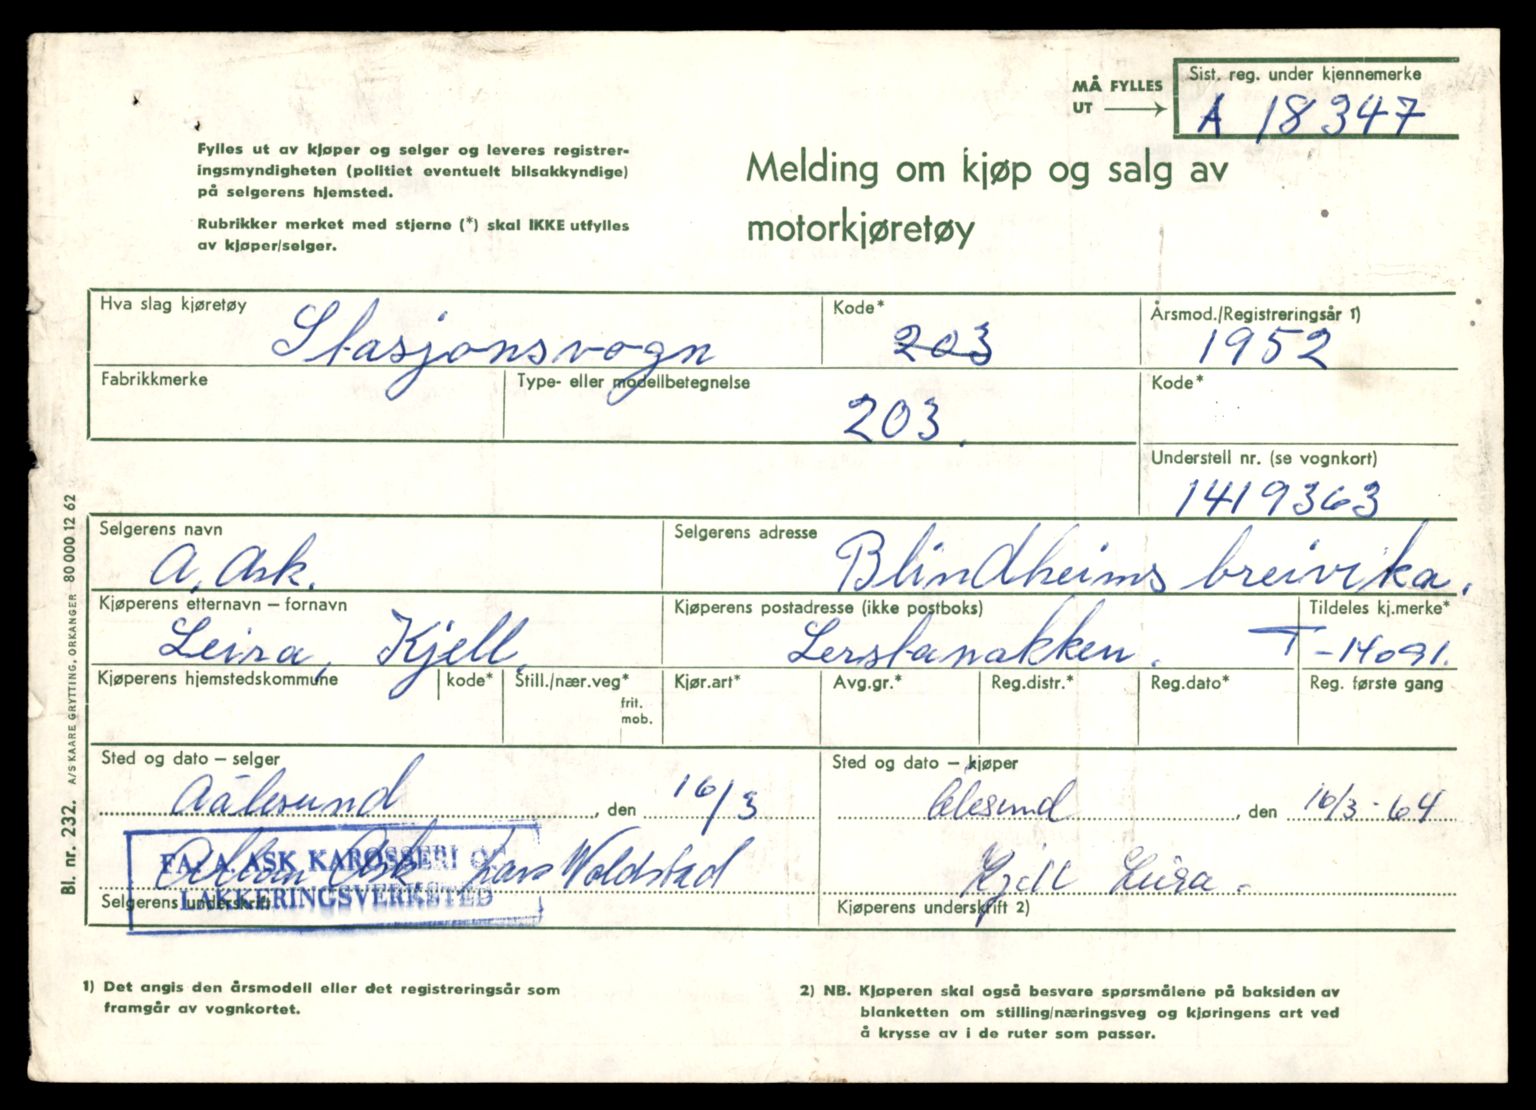 MÅ FYLLES UT
Sist. reg. under kjennemerke
A 18347
Fylles ut av kjøper og selger og leveres registrer-
ingsmyndigheten (politiet eventuelt bilsakkyndige)
på selgerens hjemsted.
Rubrikker merket med stjerne (*) skal IKKE utfylles
av kjøper/selger.
Melding om kjøp og salg av
motorkjøretøy
Hva slag kjøretøy
Stasjonsvogn
Kode*
203
Årsmod./Registreringsår 1)
1952
Fabrikkmerke
Type- eller modellbetegnelse
203.
Kode*
Understell nr. (se vognkort)
1419363
Selgerens navn
A. Ask.
Selgerens adresse
Blindheims breivika.
Kjøperens etternavn – fornavn
Leira, Kjell.
Kjøperens postadresse (ikke postboks)
Lerstanakken.
Tildeles kj.merke*
T-14091.
Kjøperens hjemstedskommune
kode*
Still./nær.veg*
frit.
mob.
Kjør.art*
Avg.gr.*
Reg.distr.*
Reg.dato*
Reg. første gang
Sted og dato – selger
Aålesund, den 16/3
Sted og dato – kjøper
Ålesund, den 16/3-64
FA. A. ASK KAROSSERI OG
LAKKERINGSVERKSTED
Alban Ask Lars Woldstad
Selgerens underskrift
Kjell Leira.
Kjøperens underskrift 2)
1) Det angis den årsmodell eller det registreringsår som
framgår av vognkortet.
2) NB. Kjøperen skal også besvare spørsmålene på baksiden av
blanketten om stilling/næringsveg og kjøringens art ved
å krysse av i de ruter som passer.
Bl. nr. 232. A/S KAARE GRYTTING, ORKANGER 80 000 12 62